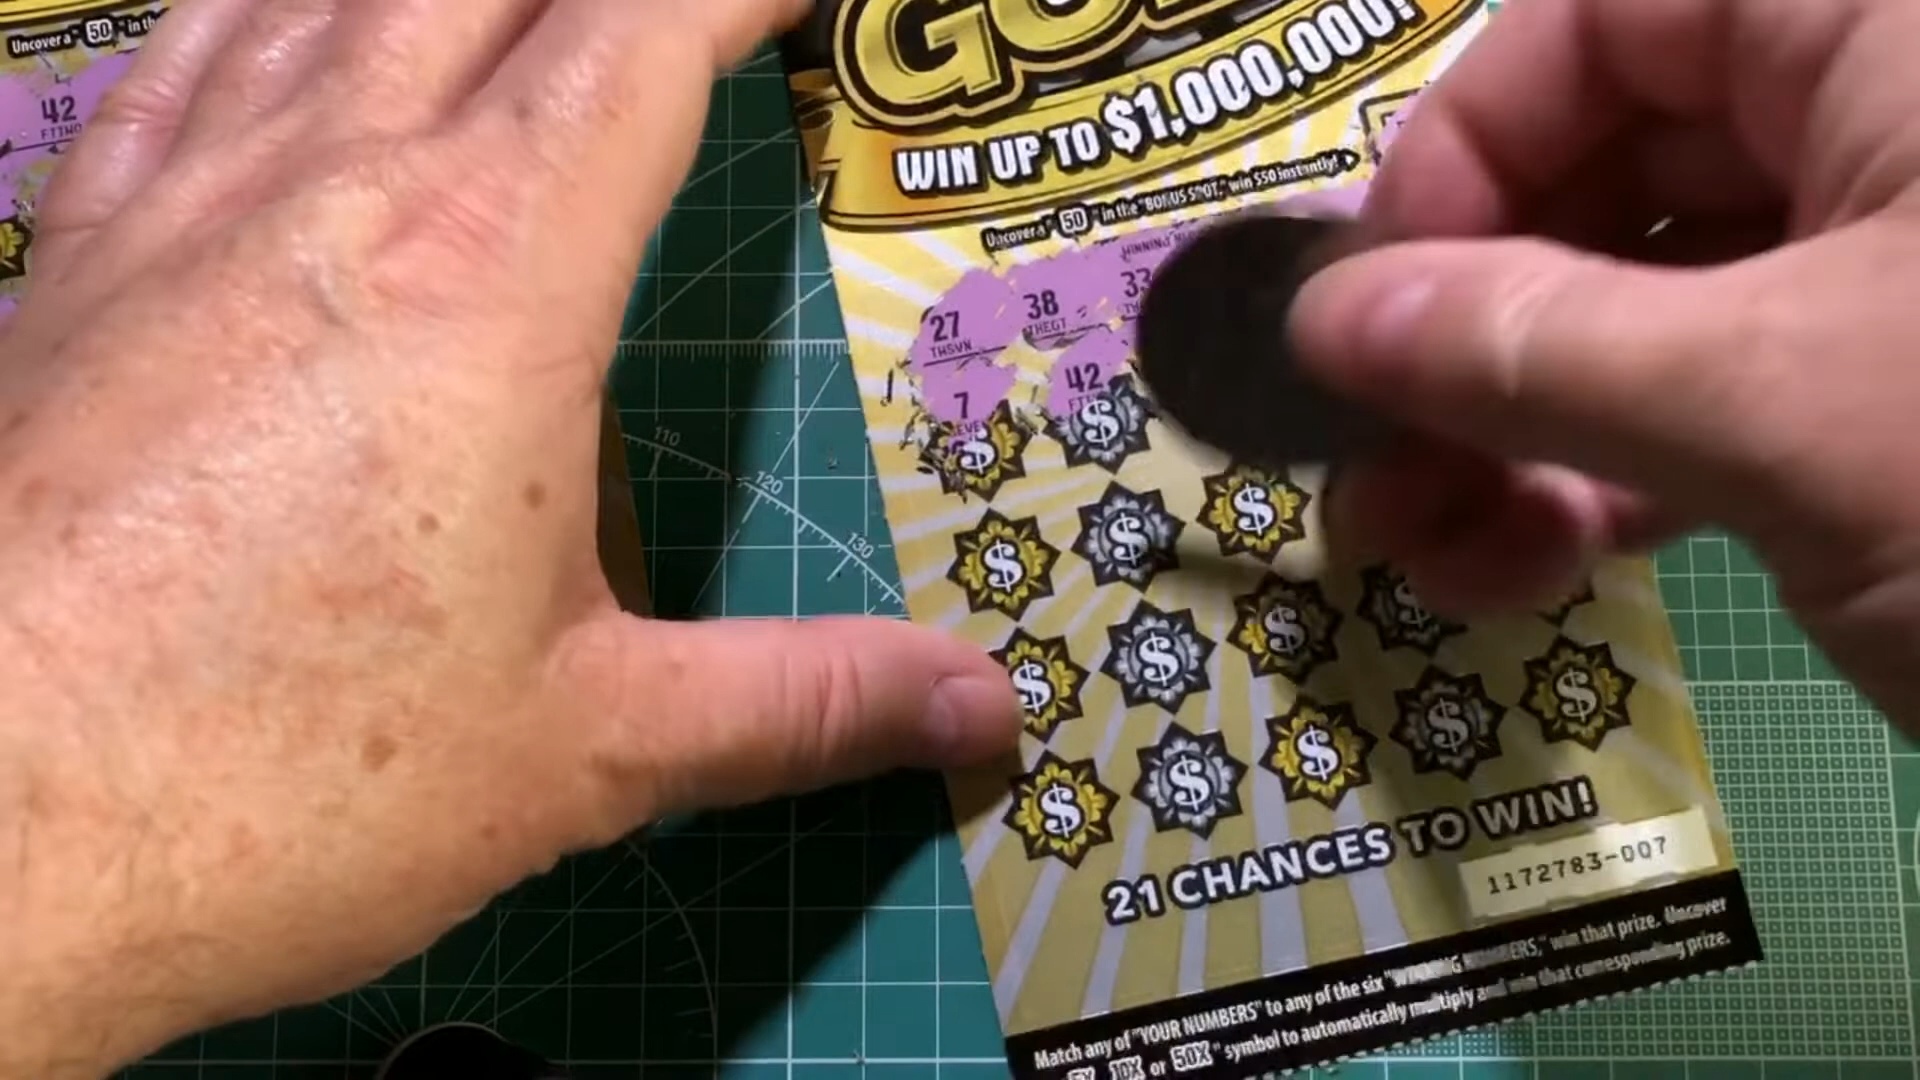 Uncover a 50 in the
42
FTTWO
WIN UP TO $1,000,000!
Uncover a "50" in the "BONUS SPOT," win $50 instantly!
WINNING
27 38 33
THSVN THEGT
7 42
110
120
130
$ $
$ $ $
$ $ $ $
$ $ $ $ $
21 CHANCES TO WIN!
1172783-007
Match any of "YOUR NUMBERS" to any of the six "WINNING NUMBERS," win that prize. Uncover
5X, 10X or 50X" symbol to automatically multiply and win that corresponding prize.